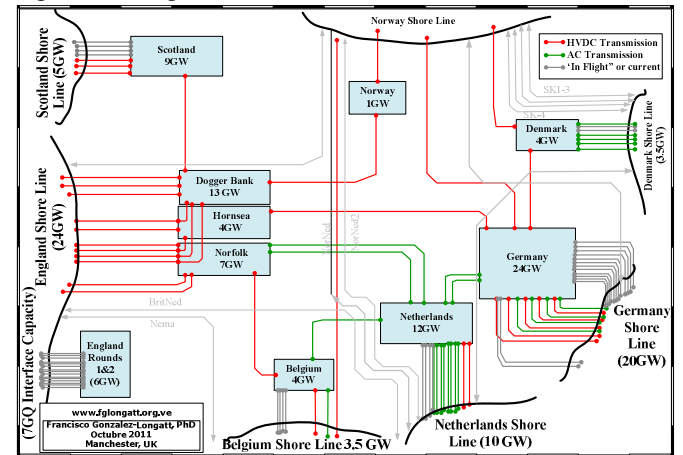 Norway Shore Line
HVDC Transmission
AC Transmission
'In Flight" or current
Scotland Shore
Line (5GW)
Scotland
9GW
Norway
1GW
SK1-3
SK-4
Denmark
4GW
Denmark Shore Line
(3.5GW)
England Shore Line
(24GW)
Dogger Bank
13 GW
Hornsea
4GW
Norfolk
7GW
NorNed2
Germany
24GW
BritNed
Nema
Netherlands
12GW
Germany
Shore
Line
(20GW)
(7GQ Interface Capacity)
England
Rounds
1&2
(6GW)
Belgium
4GW
www.fglongatt.org.ve
Francisco Gonzalez-Longatt, PhD
Octubre 2011
Manchester, UK
Belgium Shore Line 3.5 GW
Netherlands Shore
Line (10 GW)